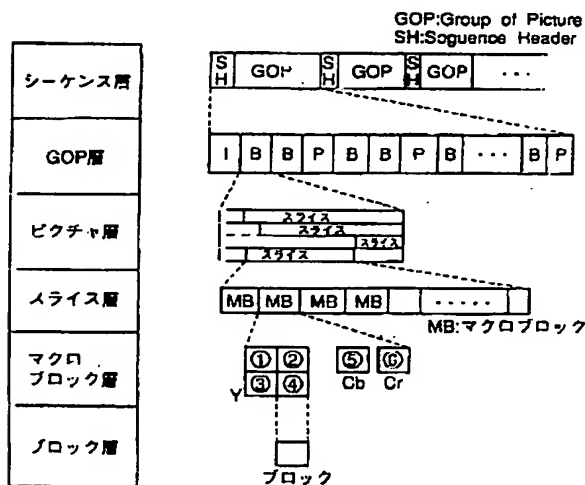 GOP:Group of Picture
SH:Soguence Header
シーケンス層
SH GOP SH GOP SH GOP ···
GOP層
I B B P B B P B ··· B P
ピクチャ層
スライス
スライス
スライス
スライス
スライス層
MB MB MB MB ·····
MB:マクロブロック
マクロ
ブロック層
① ② ⑤ ⑥
③ ④ Cb Cr
Y
ブロック層
ブロック